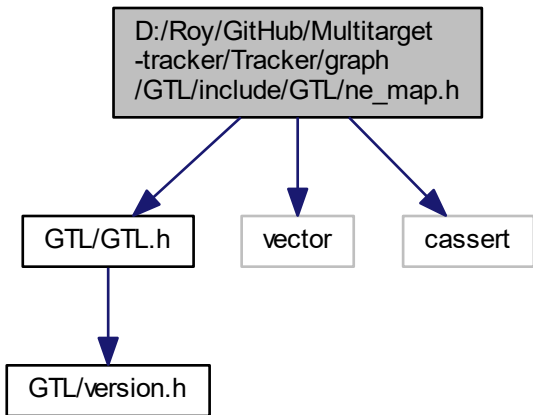 D:/Roy/GitHub/Multitarget
-tracker/Tracker/graph
/GTL/include/GTL/ne_map.h
GTL/GTL.h
vector
cassert
GTL/version.h